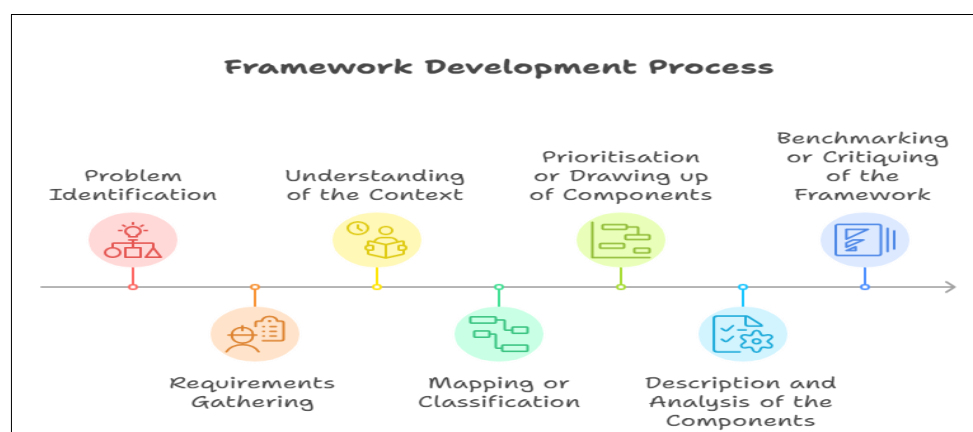 Framework Development Process
Problem
Identification
Requirements
Gathering
Understanding
of the Context
Mapping or
Classification
Prioritisation
or Drawing up
of Components
Description and
Analysis of the
Components
Benchmarking
or Critiquing
of the
Framework